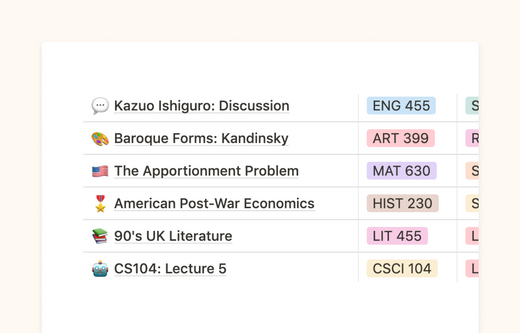 Kazuo Ishiguro: Discussion ENG 455 S
Baroque Forms: Kandinsky ART 399 R
The Apportionment Problem MAT 630 S
American Post-War Economics HIST 230 S
90's UK Literature LIT 455 L
CS104: Lecture 5 CSCI 104 L